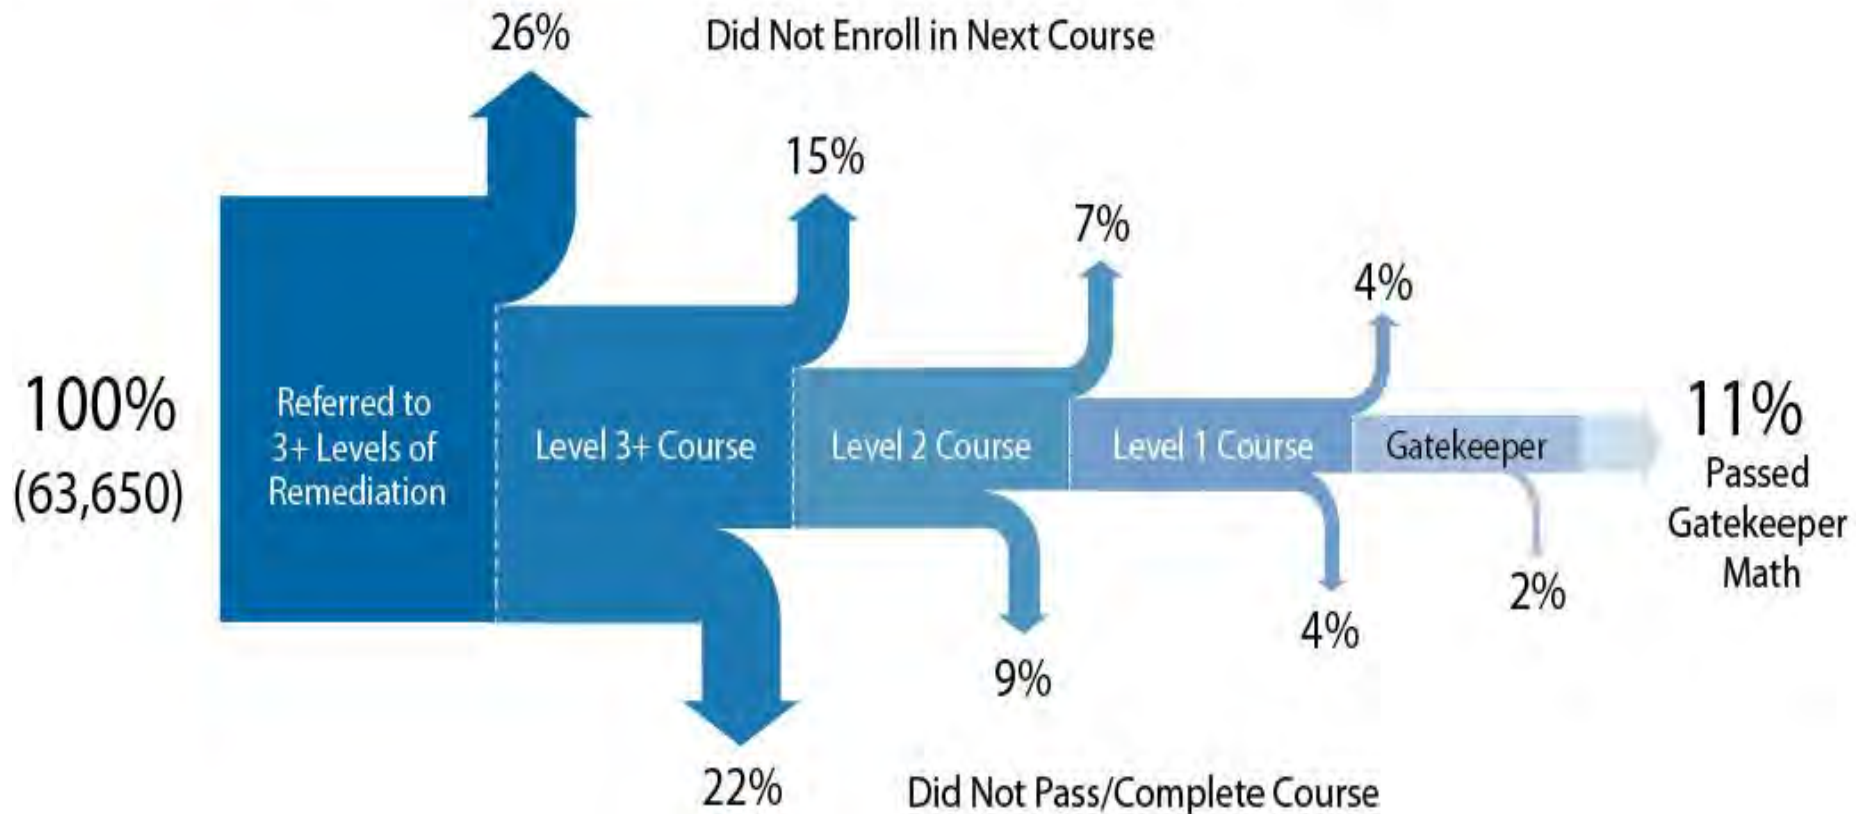 26%
Did Not Enroll in Next Course
15%
7%
4%
100%
(63,650)
Referred to
3+ Levels of
Remediation
Level 3+ Course
Level 2 Course
Level 1 Course
Gatekeeper
11%
Passed
Gatekeeper
Math
2%
4%
9%
22%
Did Not Pass/Complete Course